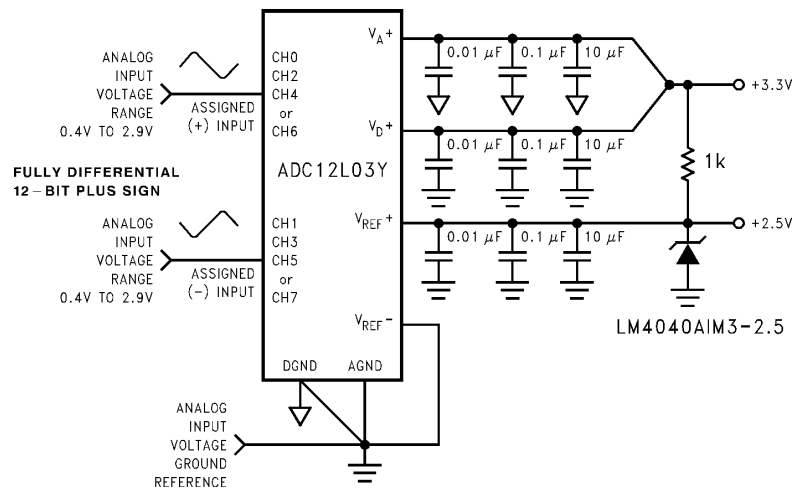 ANALOG
INPUT
VOLTAGE
RANGE
0.4V TO 2.9V
ASSIGNED
(+) INPUT
CH0
CH2
CH4
or
CH6
FULLY DIFFERENTIAL
12-BIT PLUS SIGN
ANALOG
INPUT
VOLTAGE
RANGE
0.4V TO 2.9V
ASSIGNED
(−) INPUT
CH1
CH3
CH5
or
CH7
ADC12L03Y
VA+
0.01 μF
0.1 μF
10 μF
+3.3V
VD+
0.01 μF
0.1 μF
10 μF
1k
VREF+
0.01 μF
0.1 μF
10 μF
+2.5V
LM4040AIM3-2.5
VREF-
DGND
AGND
ANALOG
INPUT
VOLTAGE
GROUND
REFERENCE